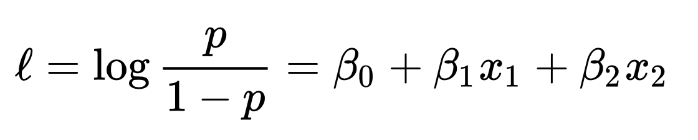 ℓ = log p / (1 − p) = β₀ + β₁x₁ + β₂x₂